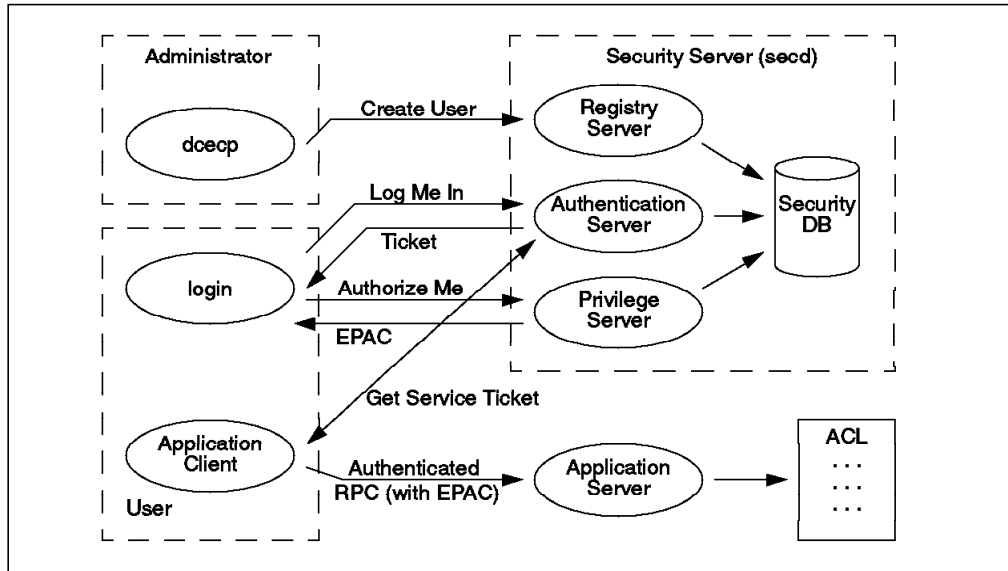 Administrator
Security Server (secd)
dcecp
Create User
Registry
Server
Log Me In
Authentication
Server
Security
DB
Ticket
login
Authorize Me
Privilege
Server
EPAC
Get Service Ticket
Application
Client
Authenticated
RPC (with EPAC)
Application
Server
ACL
. . .
. . .
. . .
User